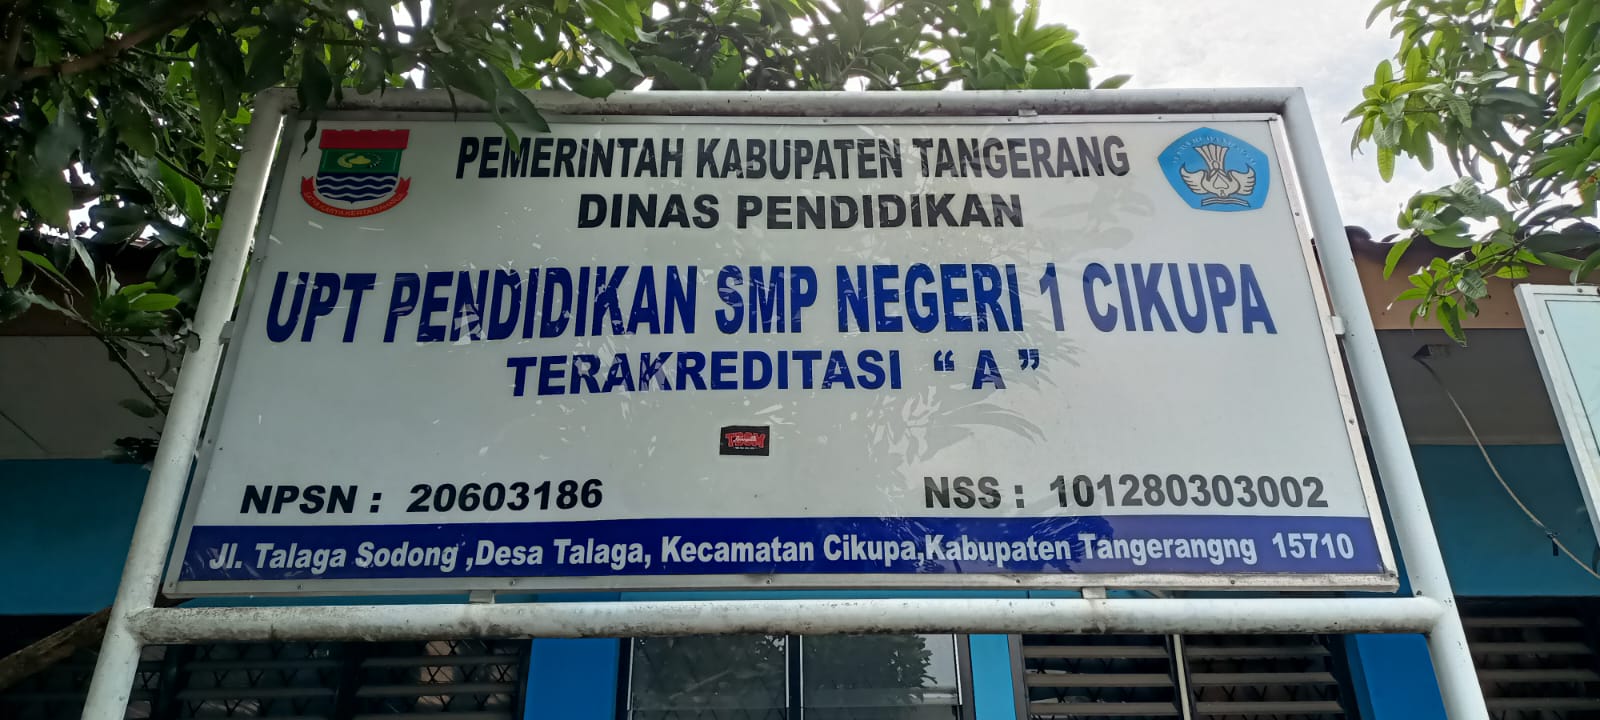 PEMERINTAH KABUPATEN TANGERANG
DINAS PENDIDIKAN
UPT PENDIDIKAN SMP NEGERI 1 CIKUPA
TERAKREDITASI “ A ”
NPSN : 20603186 NSS : 101280303002
Jl. Talaga Sodong ,Desa Talaga, Kecamatan Cikupa,Kabupaten Tangerangng 15710